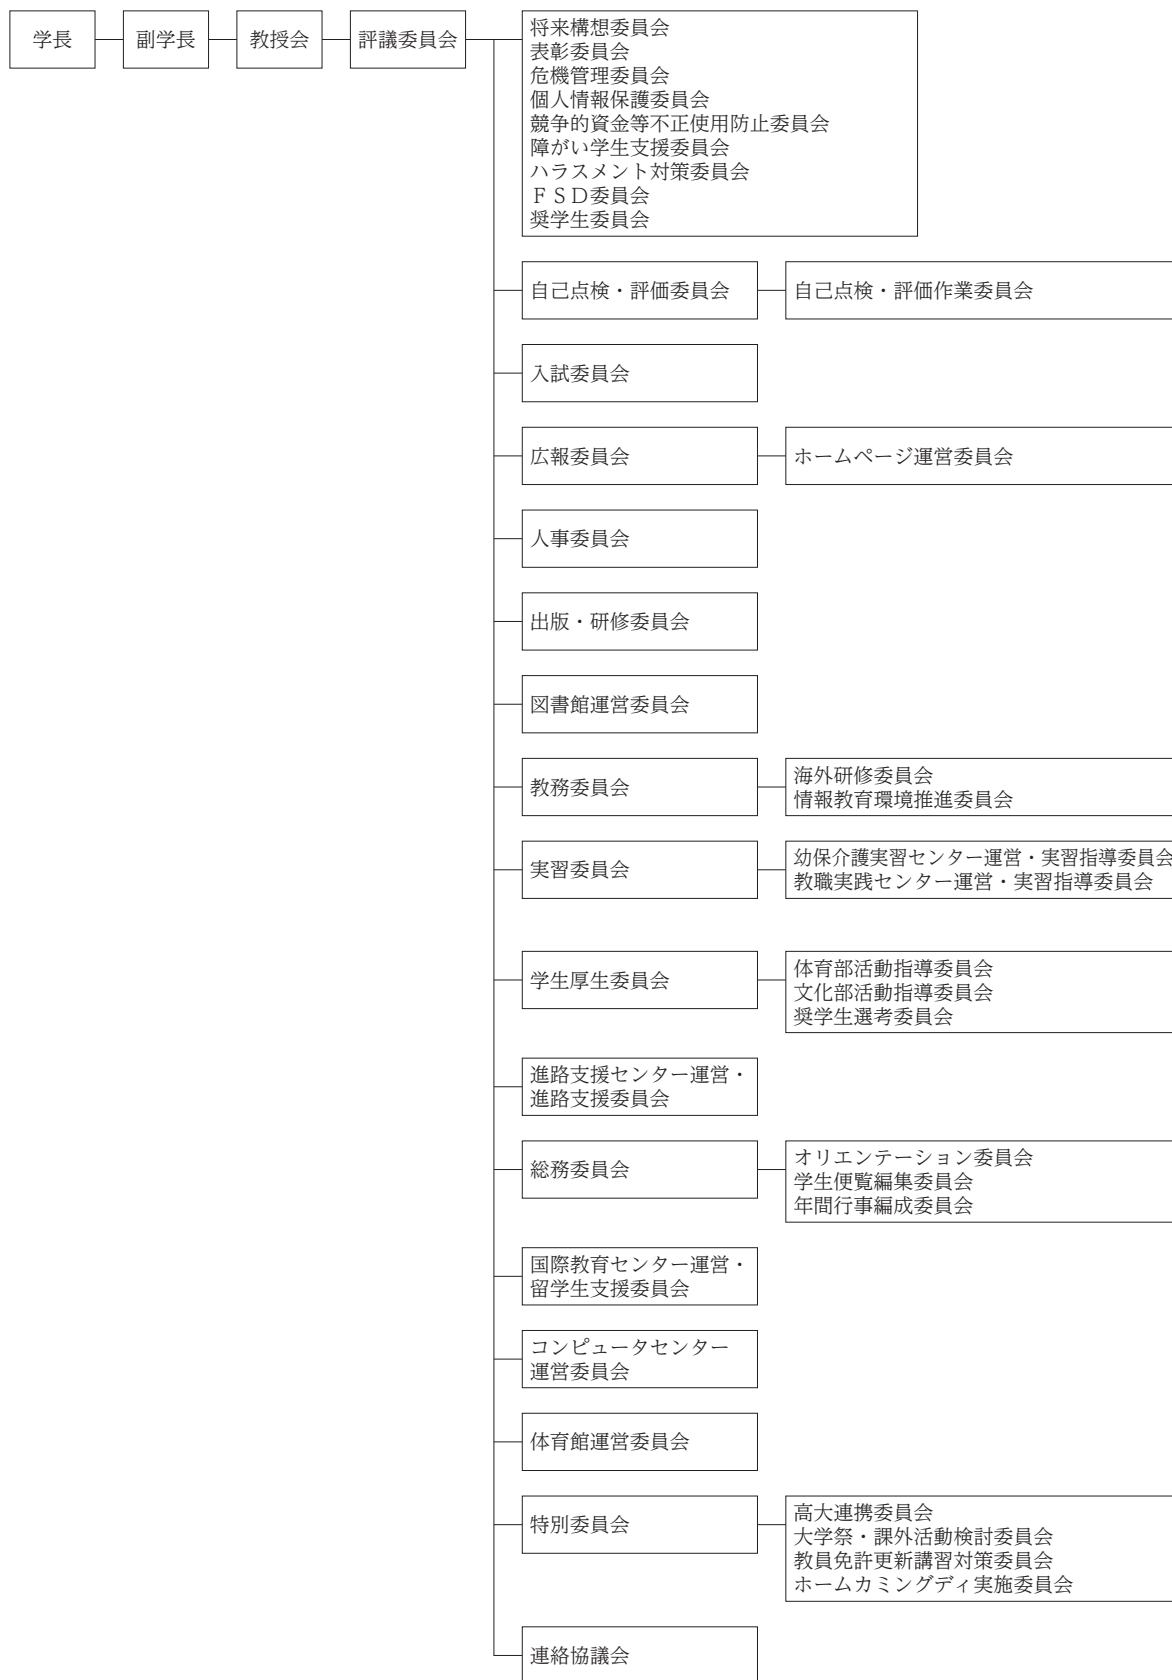 学長
副学長
教授会
評議委員会
将来構想委員会
表彰委員会
危機管理委員会
個人情報保護委員会
競争的資金等不正使用防止委員会
障がい学生支援委員会
ハラスメント対策委員会
ＦＳＤ委員会
奨学生委員会
自己点検・評価委員会
自己点検・評価作業委員会
入試委員会
広報委員会
ホームページ運営委員会
人事委員会
出版・研修委員会
図書館運営委員会
教務委員会
海外研修委員会
情報教育環境推進委員会
実習委員会
幼保介護実習センター運営・実習指導委員会
教職実践センター運営・実習指導委員会
学生厚生委員会
体育部活動指導委員会
文化部活動指導委員会
奨学生選考委員会
進路支援センター運営・
進路支援委員会
総務委員会
オリエンテーション委員会
学生便覧編集委員会
年間行事編成委員会
国際教育センター運営・
留学生支援委員会
コンピュータセンター
運営委員会
体育館運営委員会
特別委員会
高大連携委員会
大学祭・課外活動検討委員会
教員免許更新講習対策委員会
ホームカミングディ実施委員会
連絡協議会